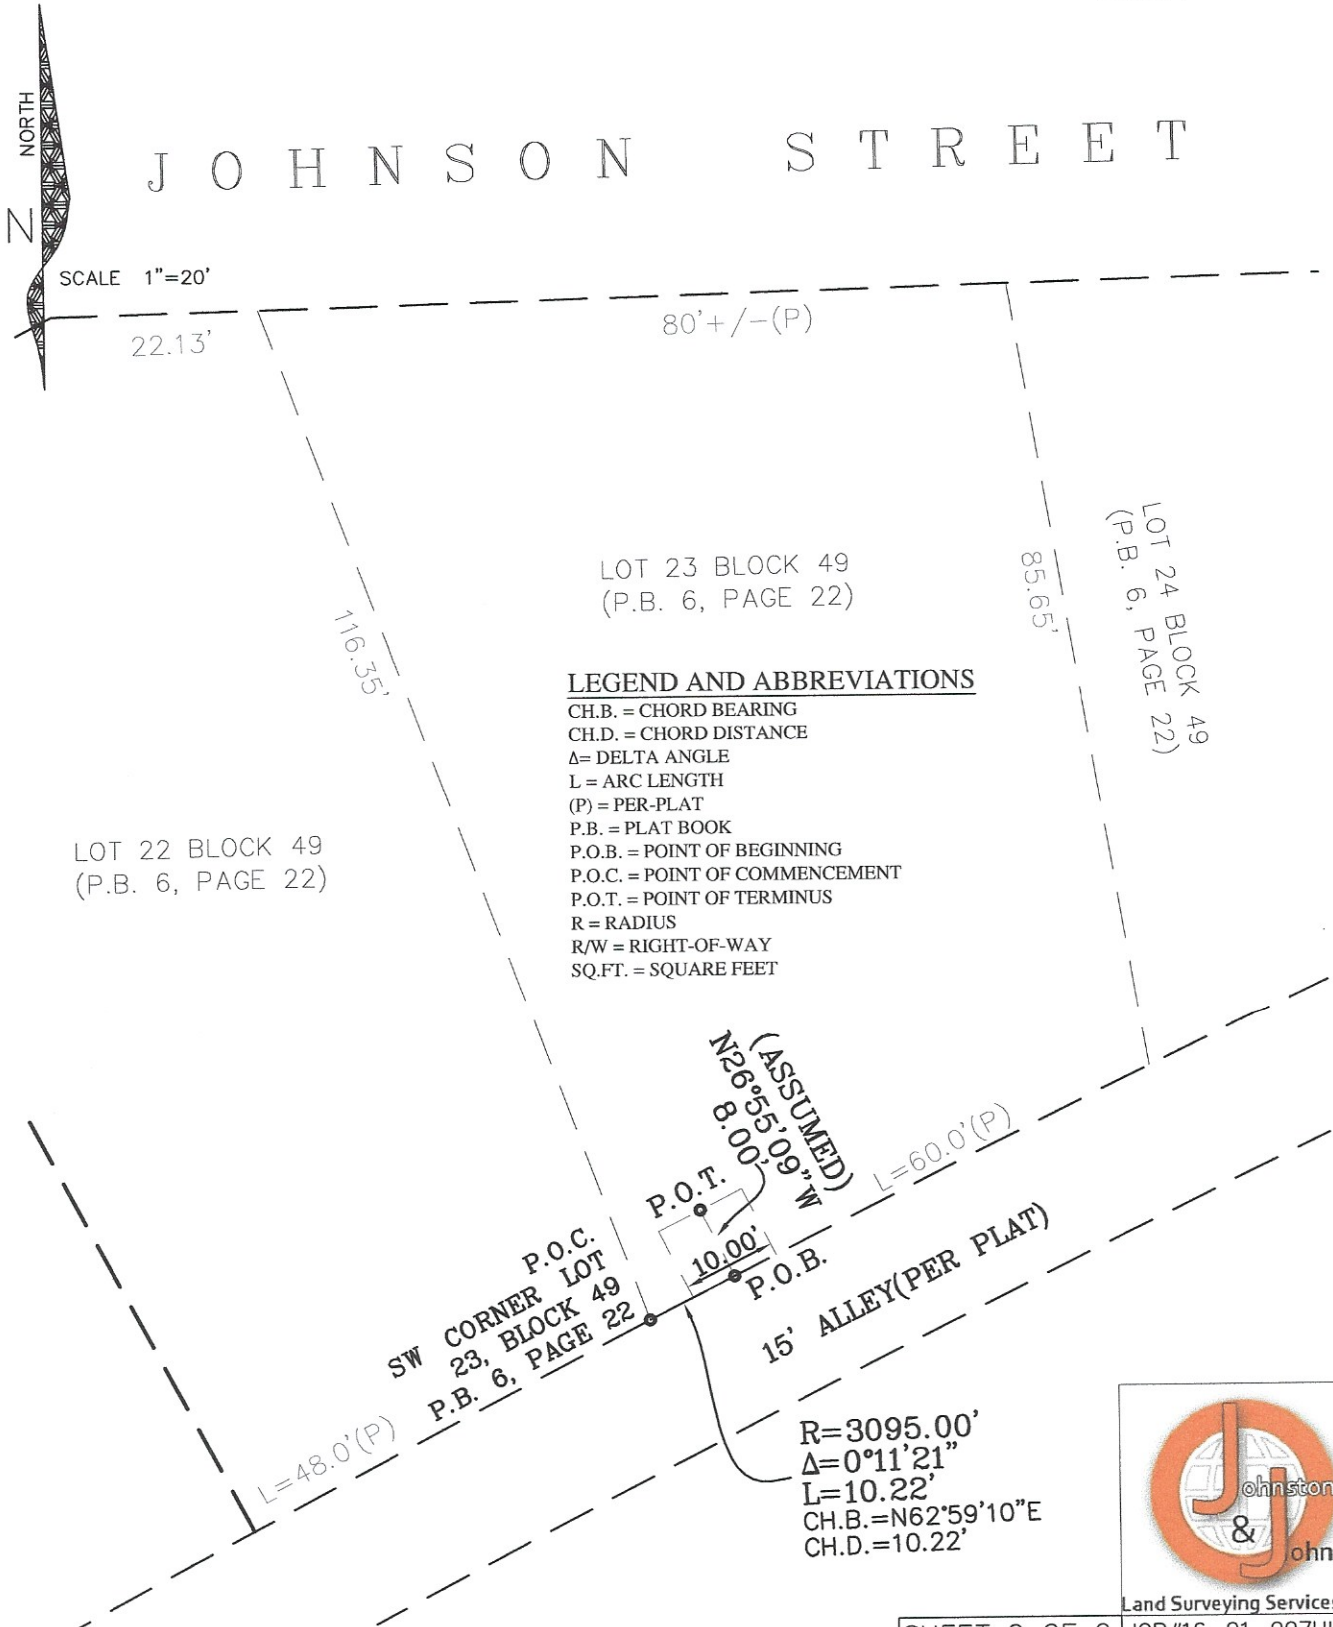 NORTH
N
JOHNSON STREET
SCALE 1"=20'
22.13'
80'+/-(P)
116.35'
LOT 23 BLOCK 49
(P.B. 6, PAGE 22)
85.65'
LOT 24 BLOCK 49
(P.B. 6, PAGE 22)
LEGEND AND ABBREVIATIONS
CH.B. = CHORD BEARING
CH.D. = CHORD DISTANCE
Δ= DELTA ANGLE
L = ARC LENGTH
(P) = PER-PLAT
P.B. = PLAT BOOK
P.O.B. = POINT OF BEGINNING
P.O.C. = POINT OF COMMENCEMENT
P.O.T. = POINT OF TERMINUS
R = RADIUS
R/W = RIGHT-OF-WAY
SQ.FT. = SQUARE FEET
LOT 22 BLOCK 49
(P.B. 6, PAGE 22)
(ASSUMED)
N26°55'09"W
8.00'
P.O.T.
L=60.0'(P)
10.00'
P.O.B.
P.O.C.
SW CORNER LOT
23, BLOCK 49
P.B. 6, PAGE 22
15' ALLEY(PER PLAT)
L=48.0'(P)
R=3095.00'
Δ=0°11'21"
L=10.22'
CH.B.=N62°59'10"E
CH.D.=10.22'
Johnston
&
John
Land Surveying Services